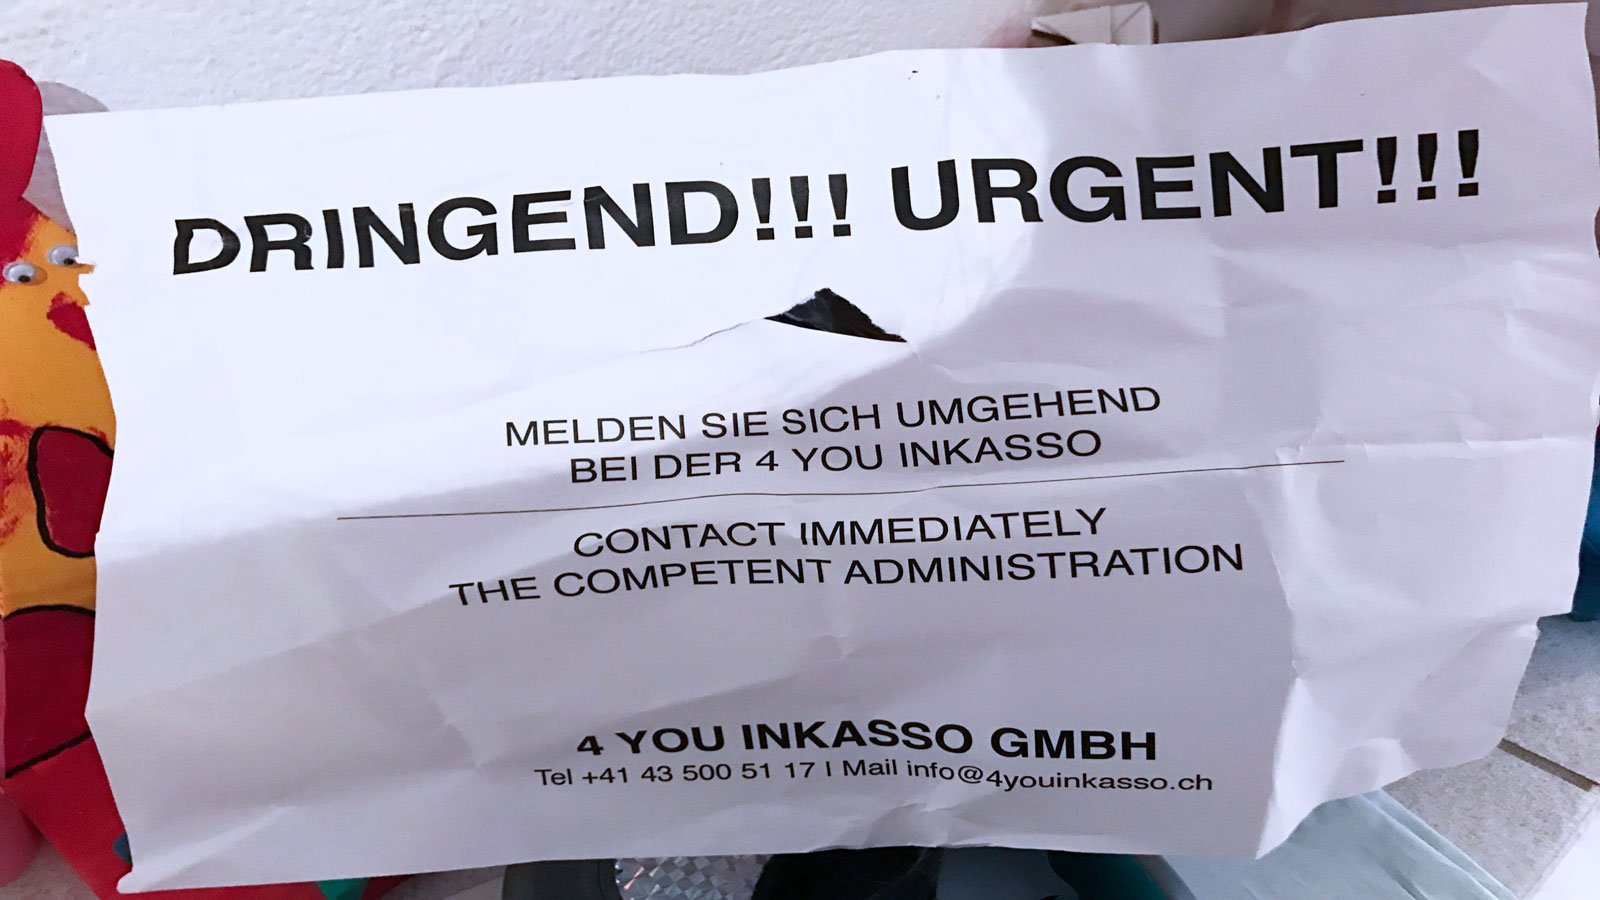 DRINGEND!!! URGENT!!!
MELDEN SIE SICH UMGEHEND
BEI DER 4 YOU INKASSO
CONTACT IMMEDIATELY
THE COMPETENT ADMINISTRATION
4 YOU INKASSO GMBH
Tel +41 43 500 51 17 I Mail info@4youinkasso.ch